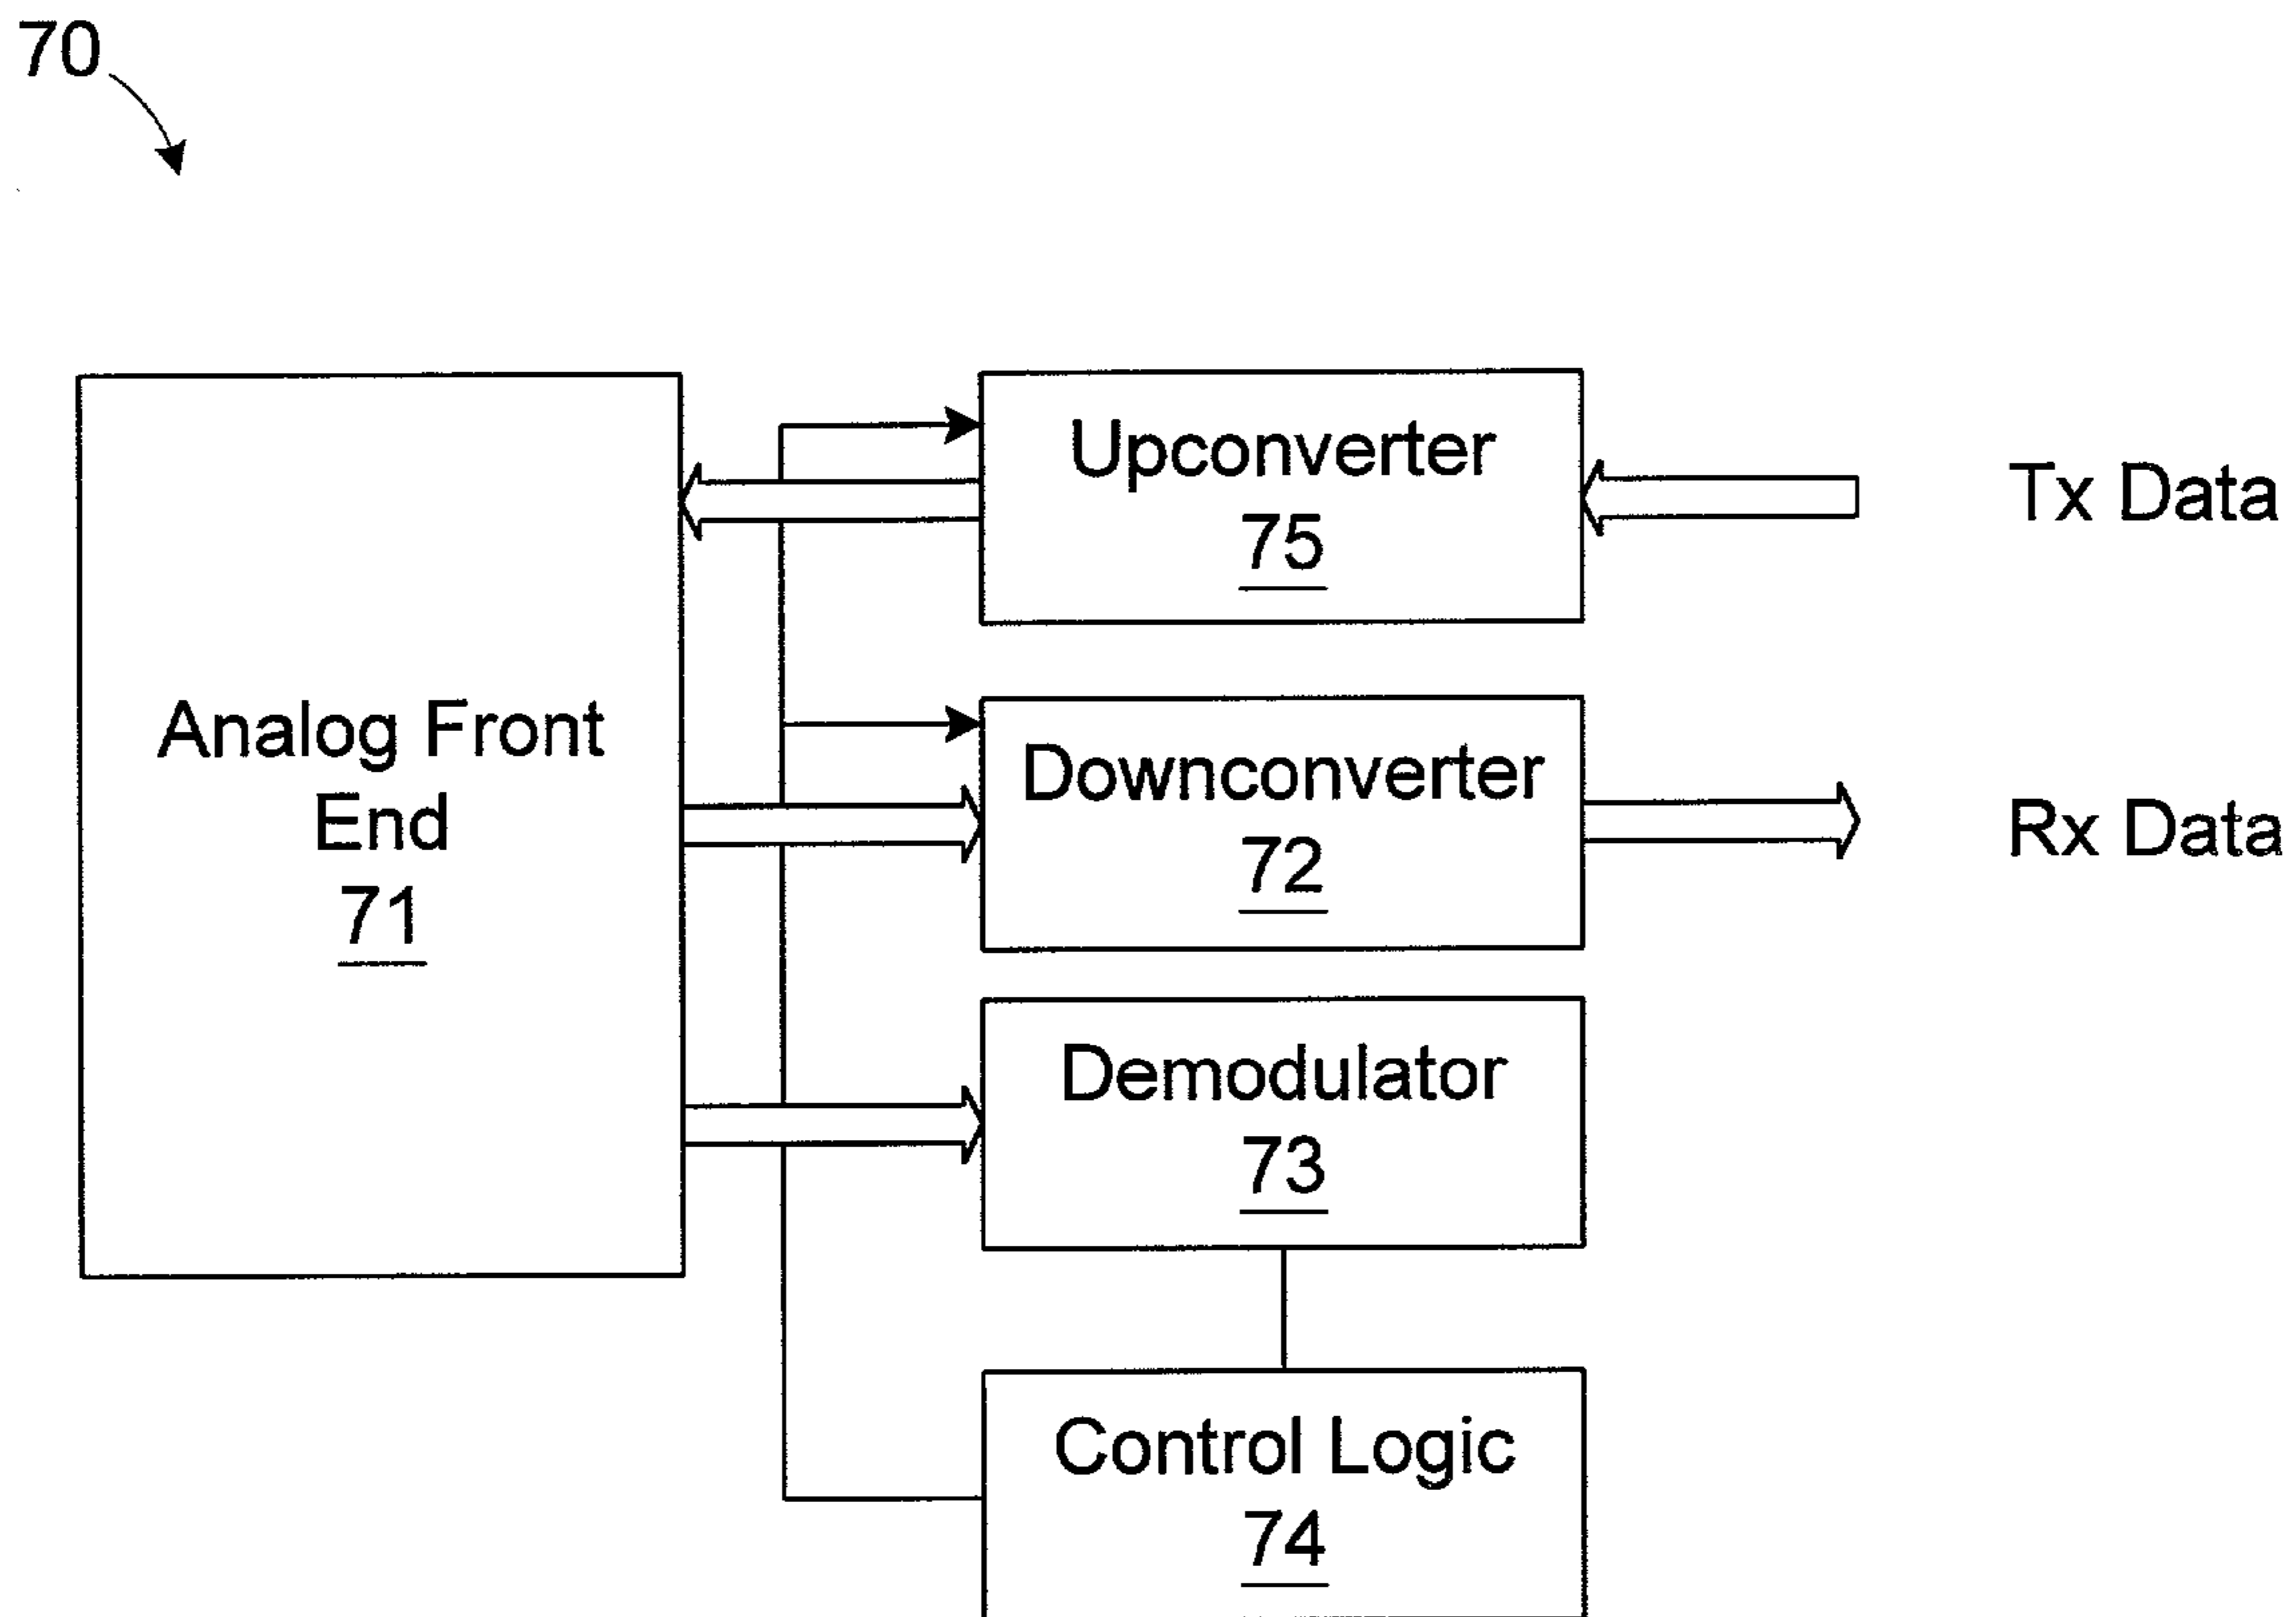 70
Analog Front
End
71
Upconverter
75
Tx Data
Downconverter
72
Rx Data
Demodulator
73
Control Logic
74